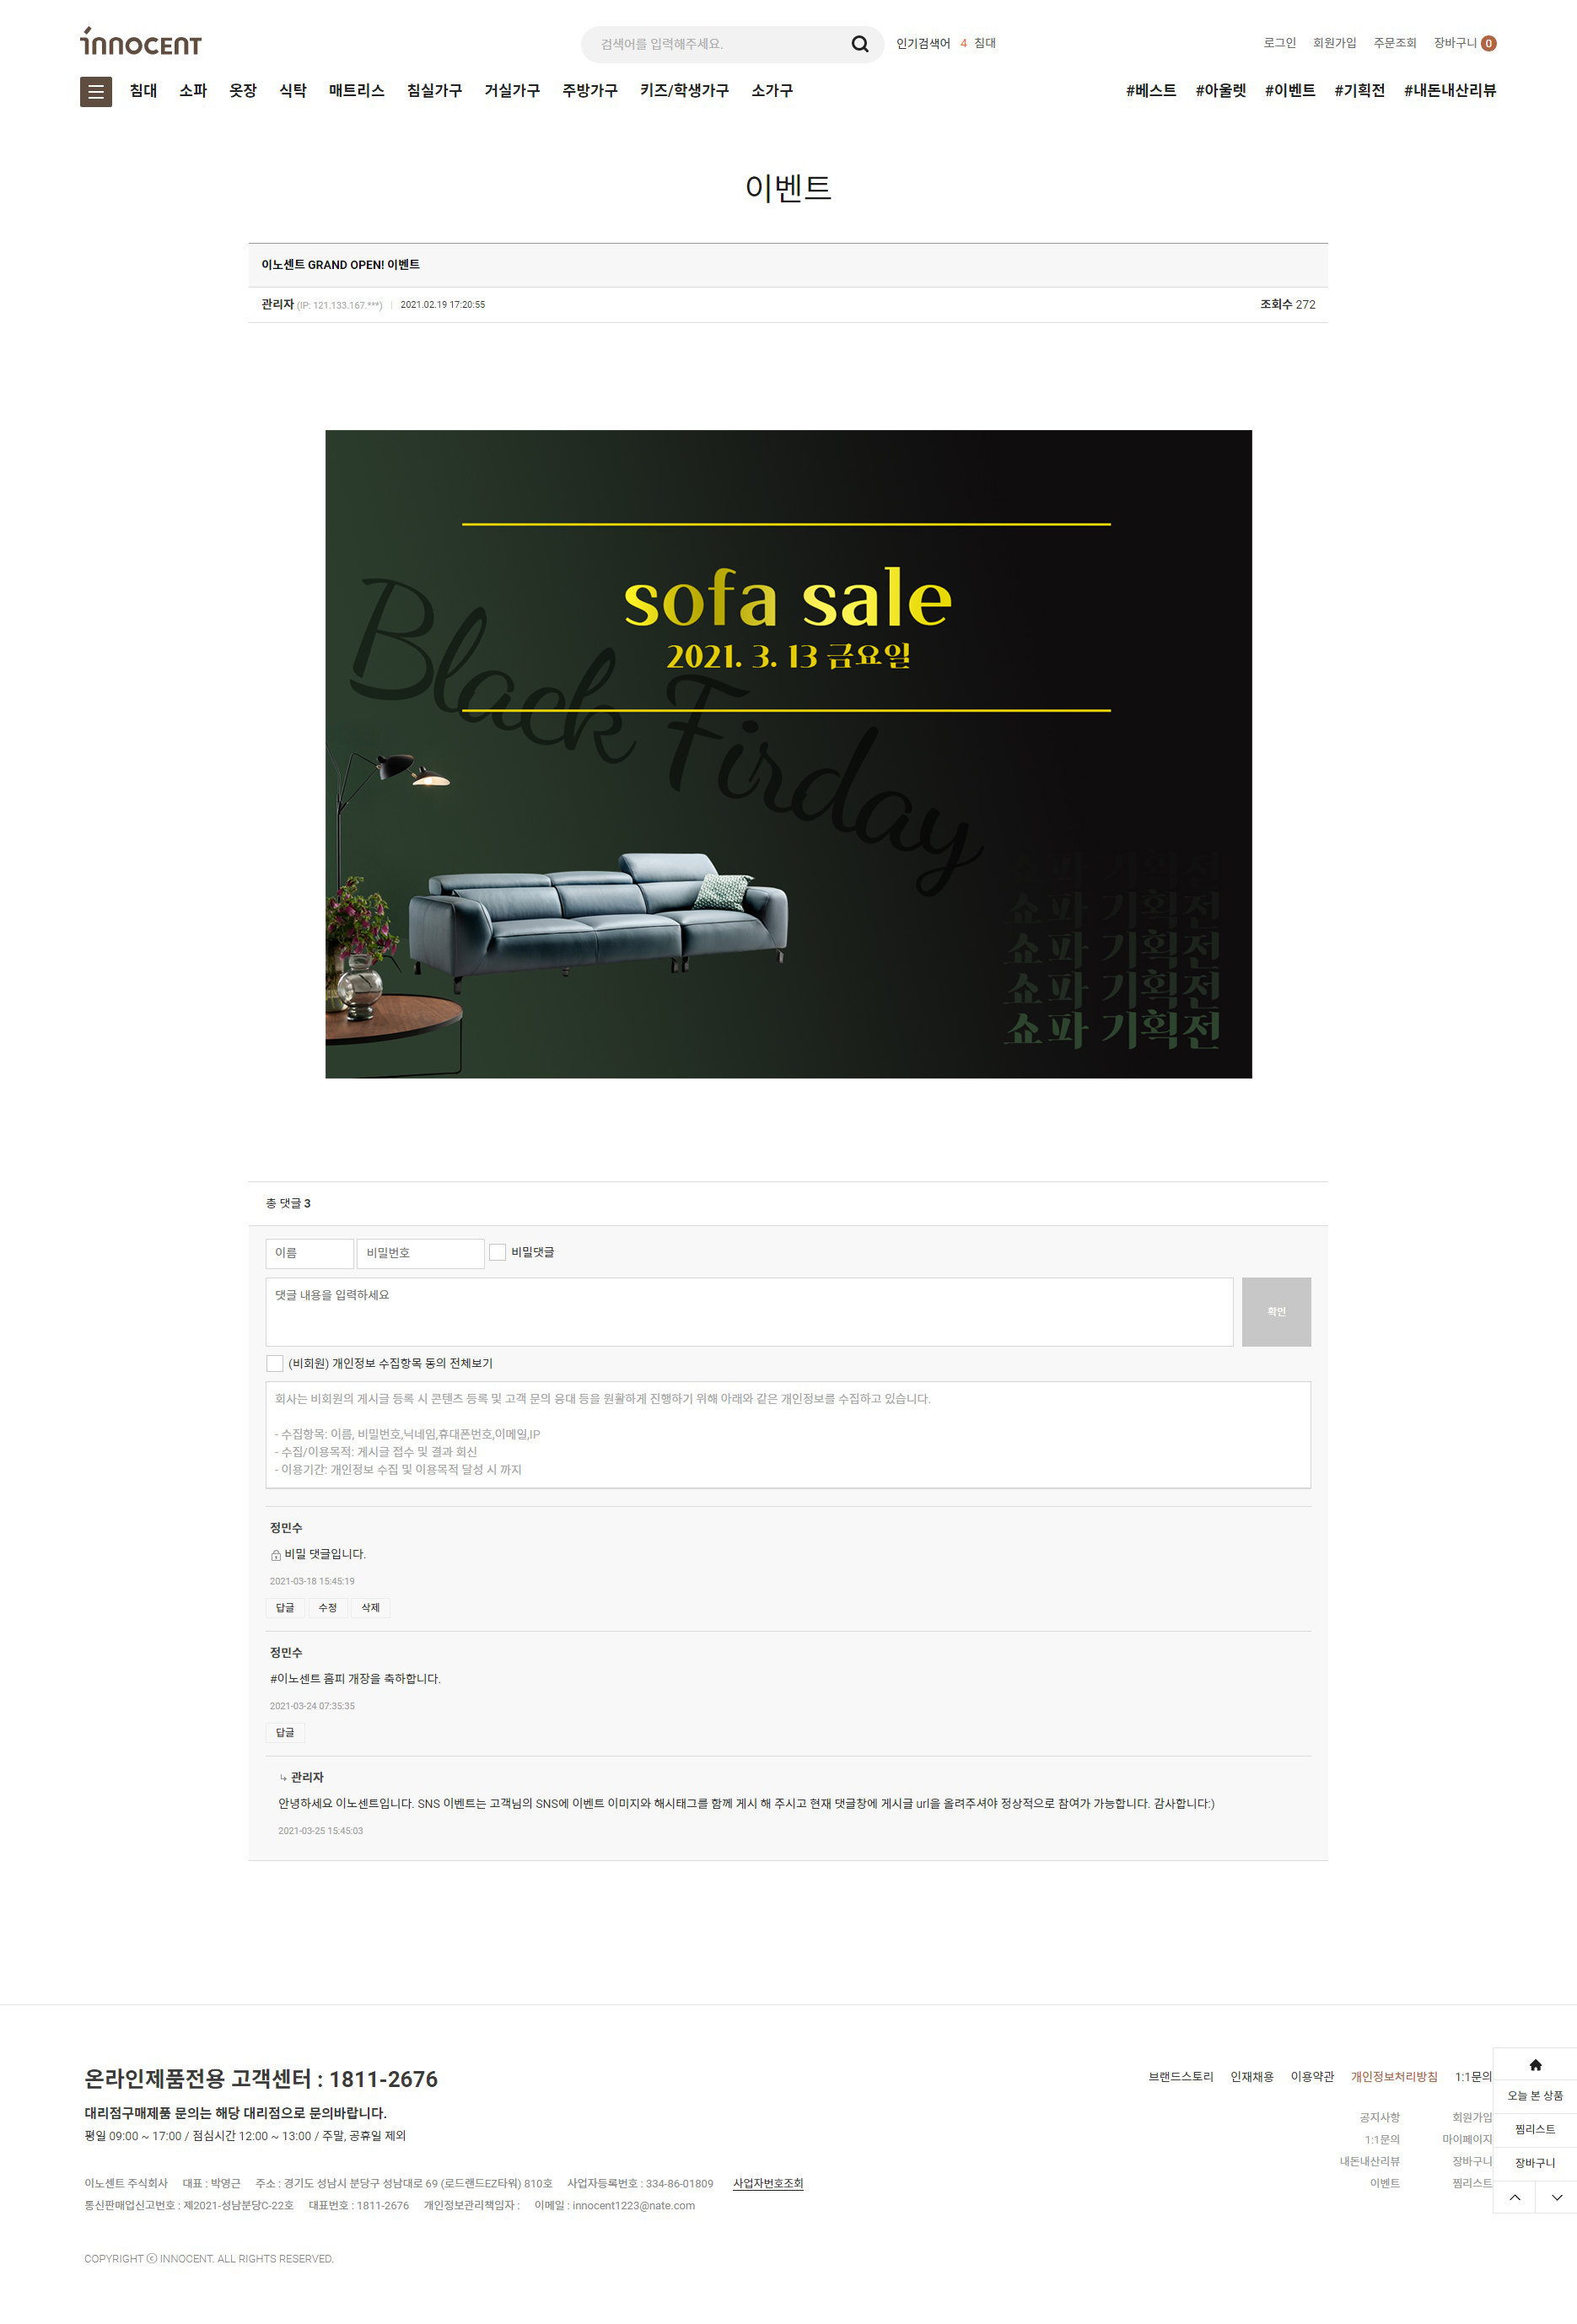 innocent
검색어를 입력해주세요.
인기검색어 4 침대
로그인 회원가입 주문조회 장바구니 0
침대 소파 옷장 식탁 매트리스 침실가구 거실가구 주방가구 키즈/학생가구 소가구
#베스트 #아울렛 #이벤트 #기획전 #내돈내산리뷰
이벤트
이노센트 GRAND OPEN! 이벤트
관리자 (IP: 121.133.167.***) 2021.02.19 17:20:55
조회수 272
sofa sale
2021. 3. 13 금요일
Black Firday
쇼파 기획전
쇼파 기획전
쇼파 기획전
쇼파 기획전
쇼파 기획전
총 댓글 3
이름 비밀번호 비밀댓글
댓글 내용을 입력하세요
확인
(비회원) 개인정보 수집항목 동의 전체보기
회사는 비회원의 게시글 등록 시 콘텐츠 등록 및 고객 문의 응대 등을 원활하게 진행하기 위해 아래와 같은 개인정보를 수집하고 있습니다.
- 수집항목: 이름, 비밀번호,닉네임,휴대폰번호,이메일,IP
- 수집/이용목적: 게시글 접수 및 결과 회신
- 이용기간: 개인정보 수집 및 이용목적 달성 시 까지
정민수
비밀 댓글입니다.
2021-03-18 15:45:19
답글 수정 삭제
정민수
#이노센트 홈피 개장을 축하합니다.
2021-03-24 07:35:35
답글
관리자
안녕하세요 이노센트입니다. SNS 이벤트는 고객님의 SNS에 이벤트 이미지와 해시태그를 함께 게시 해 주시고 현재 댓글창에 게시글 url을 올려주셔야 정상적으로 참여가 가능합니다. 감사합니다:)
2021-03-25 15:45:03
온라인제품전용 고객센터 : 1811-2676
대리점구매제품 문의는 해당 대리점으로 문의바랍니다.
평일 09:00 ~ 17:00 / 점심시간 12:00 ~ 13:00 / 주말, 공휴일 제외
이노센트 주식회사 대표 : 박영근 주소 : 경기도 성남시 분당구 성남대로 69 (로드랜드EZ타워) 810호 사업자등록번호 : 334-86-01809 사업자번호조회
통신판매업신고번호 : 제2021-성남분당C-22호 대표번호 : 1811-2676 개인정보관리책임자 : 이메일 : innocent1223@nate.com
COPYRIGHT ⓒ INNOCENT. ALL RIGHTS RESERVED.
브랜드스토리 인재채용 이용약관 개인정보처리방침 1:1문의
공지사항 회원가입
1:1문의 마이페이지
내돈내산리뷰 장바구니
이벤트 찜리스트
오늘 본 상품
찜리스트
장바구니